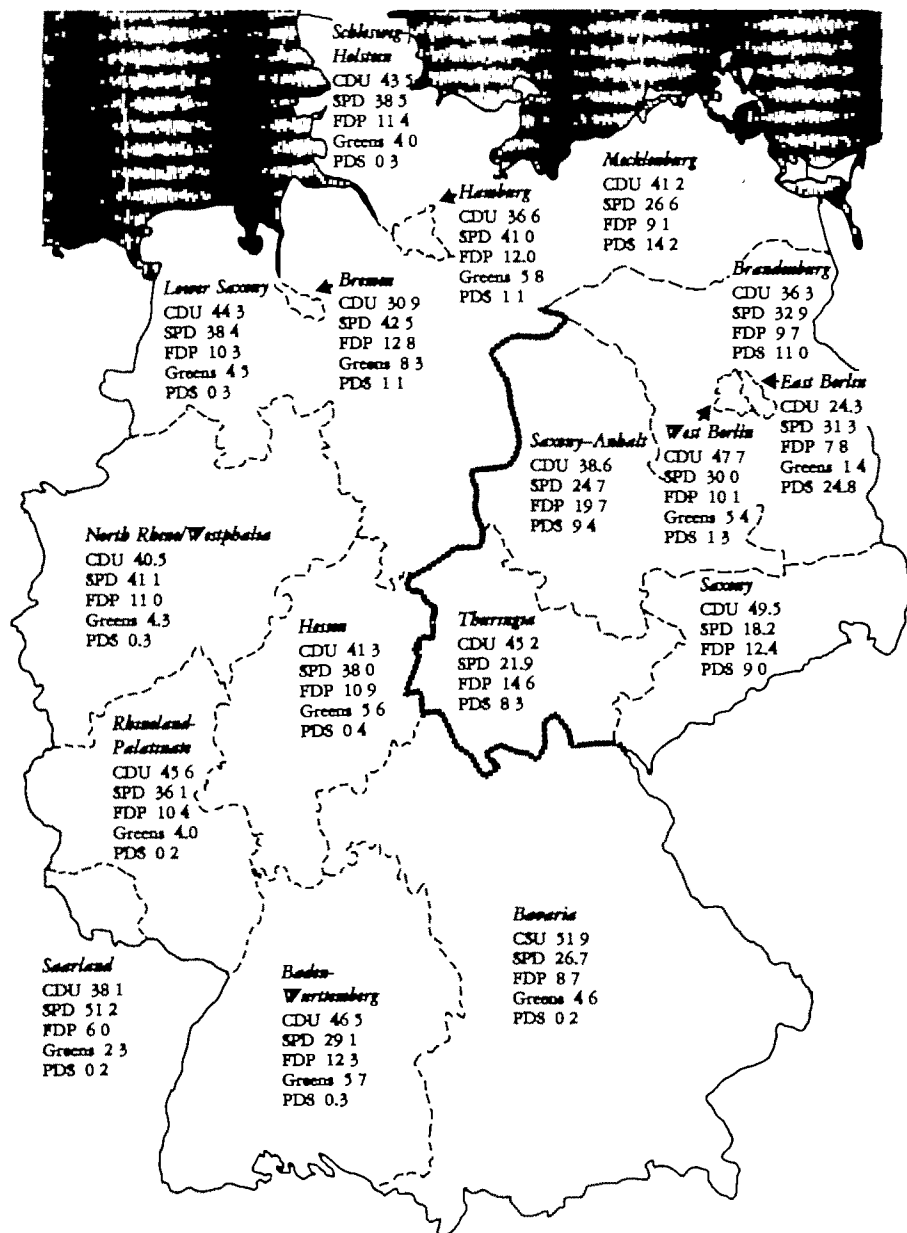 Schleswig-
Holstein
CDU 43 5
SPD 38 5
FDP 11 4
Greens 4 0
PDS 0 3
Mecklenburg
CDU 41 2
SPD 26 6
FDP 9 1
PDS 14 2
Hamburg
CDU 36 6
SPD 41 0
FDP 12.0
Greens 5 8
PDS 1 1
Brandenburg
CDU 36 3
SPD 32 9
FDP 9 7
PDS 11 0
Lower Saxony
CDU 44 3
SPD 38 4
FDP 10 3
Greens 4 5
PDS 0 3
Bremen
CDU 30 9
SPD 42 5
FDP 12 8
Greens 8 3
PDS 1 1
East Berlin
CDU 24.3
SPD 31 3
FDP 7 8
Greens 1 4
PDS 24.8
West Berlin
CDU 47 7
SPD 30 0
FDP 10 1
Greens 5 4
PDS 1 3
Saxony-Anhalt
CDU 38.6
SPD 24 7
FDP 19 7
PDS 9 4
North Rhine/Westphalia
CDU 40.5
SPD 41 1
FDP 11 0
Greens 4.3
PDS 0.3
Hessen
CDU 41 3
SPD 38 0
FDP 10 9
Greens 5 6
PDS 0 4
Thuringia
CDU 45 2
SPD 21.9
FDP 14 6
PDS 8 3
Saxony
CDU 49.5
SPD 18.2
FDP 12.4
PDS 9 0
Rhineland-
Palatinate
CDU 45 6
SPD 36 1
FDP 10 4
Greens 4.0
PDS 0 2
Saarland
CDU 38 1
SPD 51 2
FDP 6 0
Greens 2 3
PDS 0 2
Baden-
Wurttemberg
CDU 46 5
SPD 29 1
FDP 12 3
Greens 5 7
PDS 0.3
Bavaria
CSU 51 9
SPD 26.7
FDP 8 7
Greens 4 6
PDS 0 2